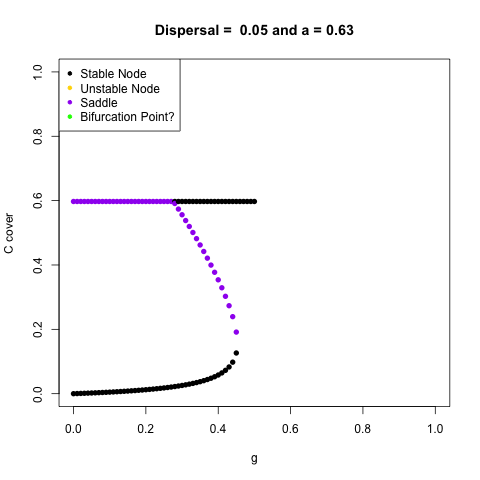 Dispersal =  0.05 and a = 0.63
Stable Node
Unstable Node
Saddle
Bifurcation Point?
1.0
0.8
0.6
0.4
0.2
0.0
C cover
0.0 0.2 0.4 0.6 0.8 1.0
g